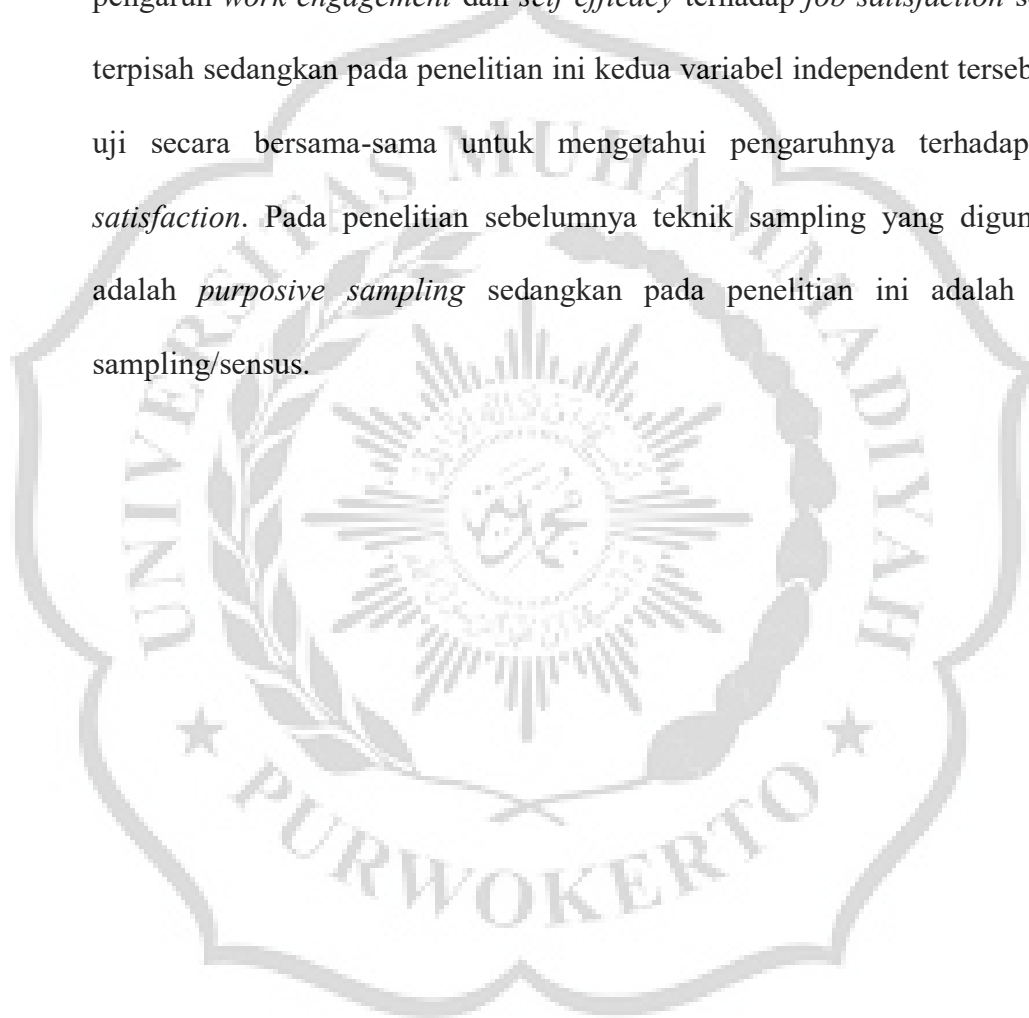 pengaruh work engagement dan self efficacy terhadap job satisfaction
terpisah sedangkan pada penelitian ini kedua variabel independent terseb
uji secara bersama-sama untuk mengetahui pengaruhnya terhadap
satisfaction. Pada penelitian sebelumnya teknik sampling yang digun
adalah purposive sampling sedangkan pada penelitian ini adalah
sampling/sensus.
UNIVERSITAS MUHAMMADIYAH
PURWOKERTO